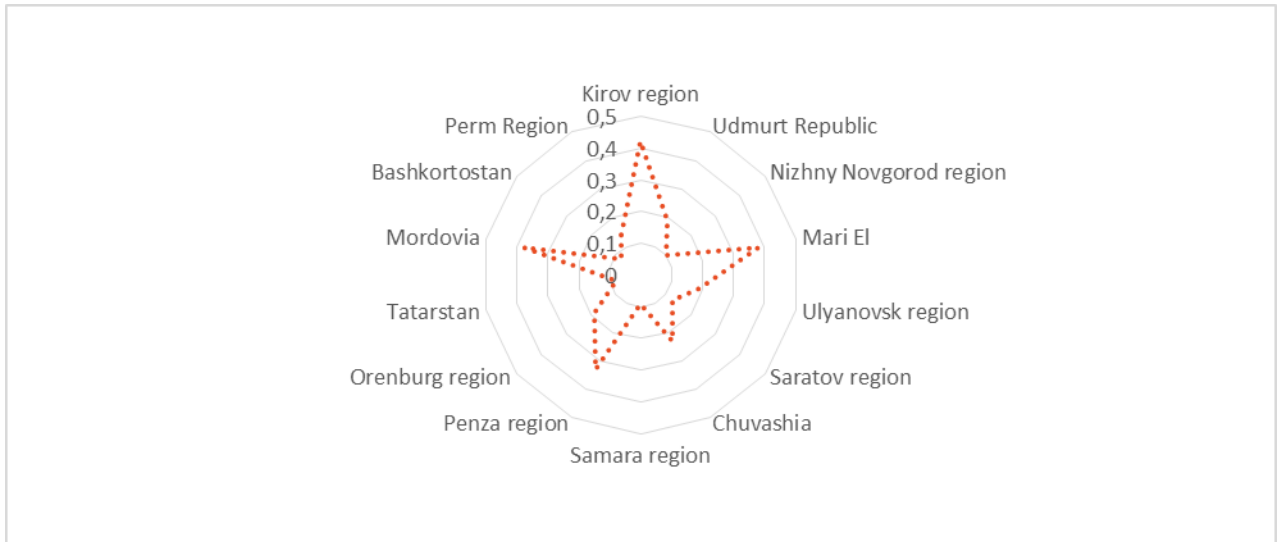 Kirov region
0,5
Perm Region
Udmurt Republic
0,4
Bashkortostan
0,3
Nizhny Novgorod region
0,2
Mordovia
0,1
Mari El
0
Tatarstan
Ulyanovsk region
Orenburg region
Saratov region
Penza region
Chuvashia
Samara region